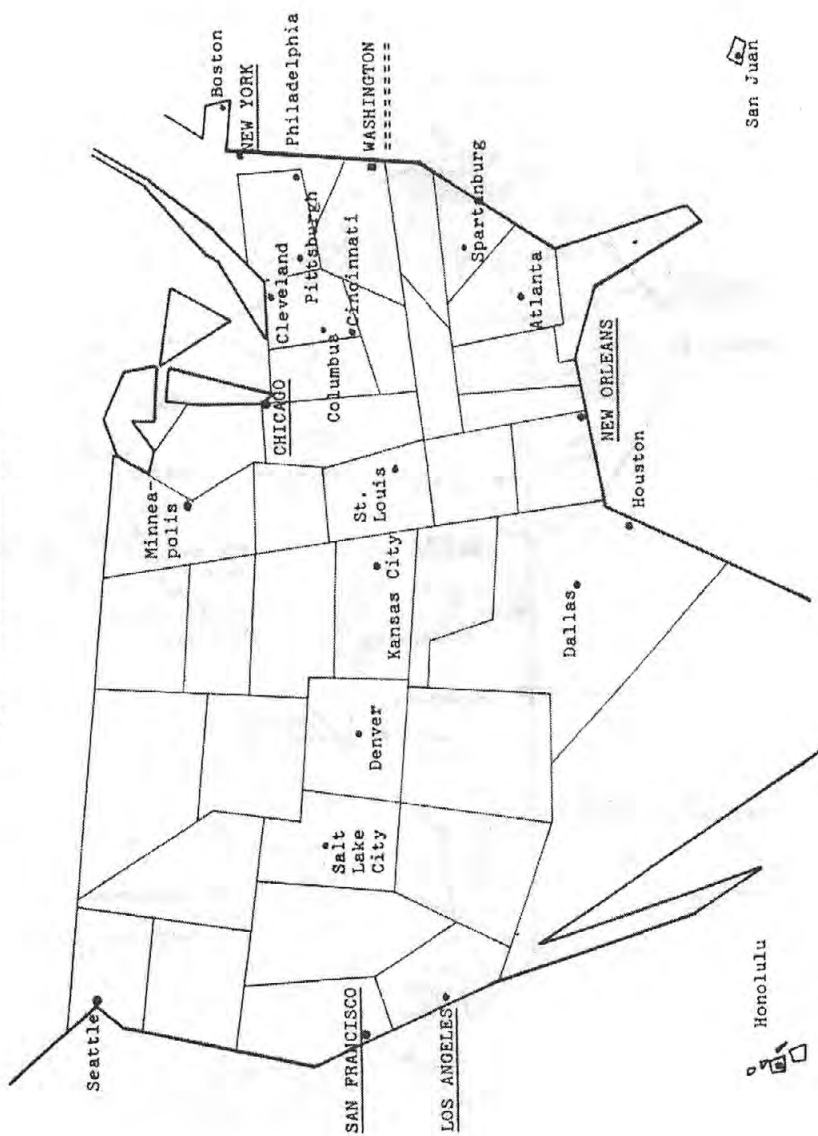 Seattle
Minnea-
polis
Boston
NEW YORK
Philadelphia
WASHINGTON
==========
CHICAGO
Cleveland
Pittsburgh
Columbus
Cincinnati
Salt
Lake
City
Denver
Kansas City
St.
Louis
SAN FRANCISCO
LOS ANGELES
Dallas
Houston
NEW ORLEANS
Atlanta
Spartanburg
Honolulu
San Juan